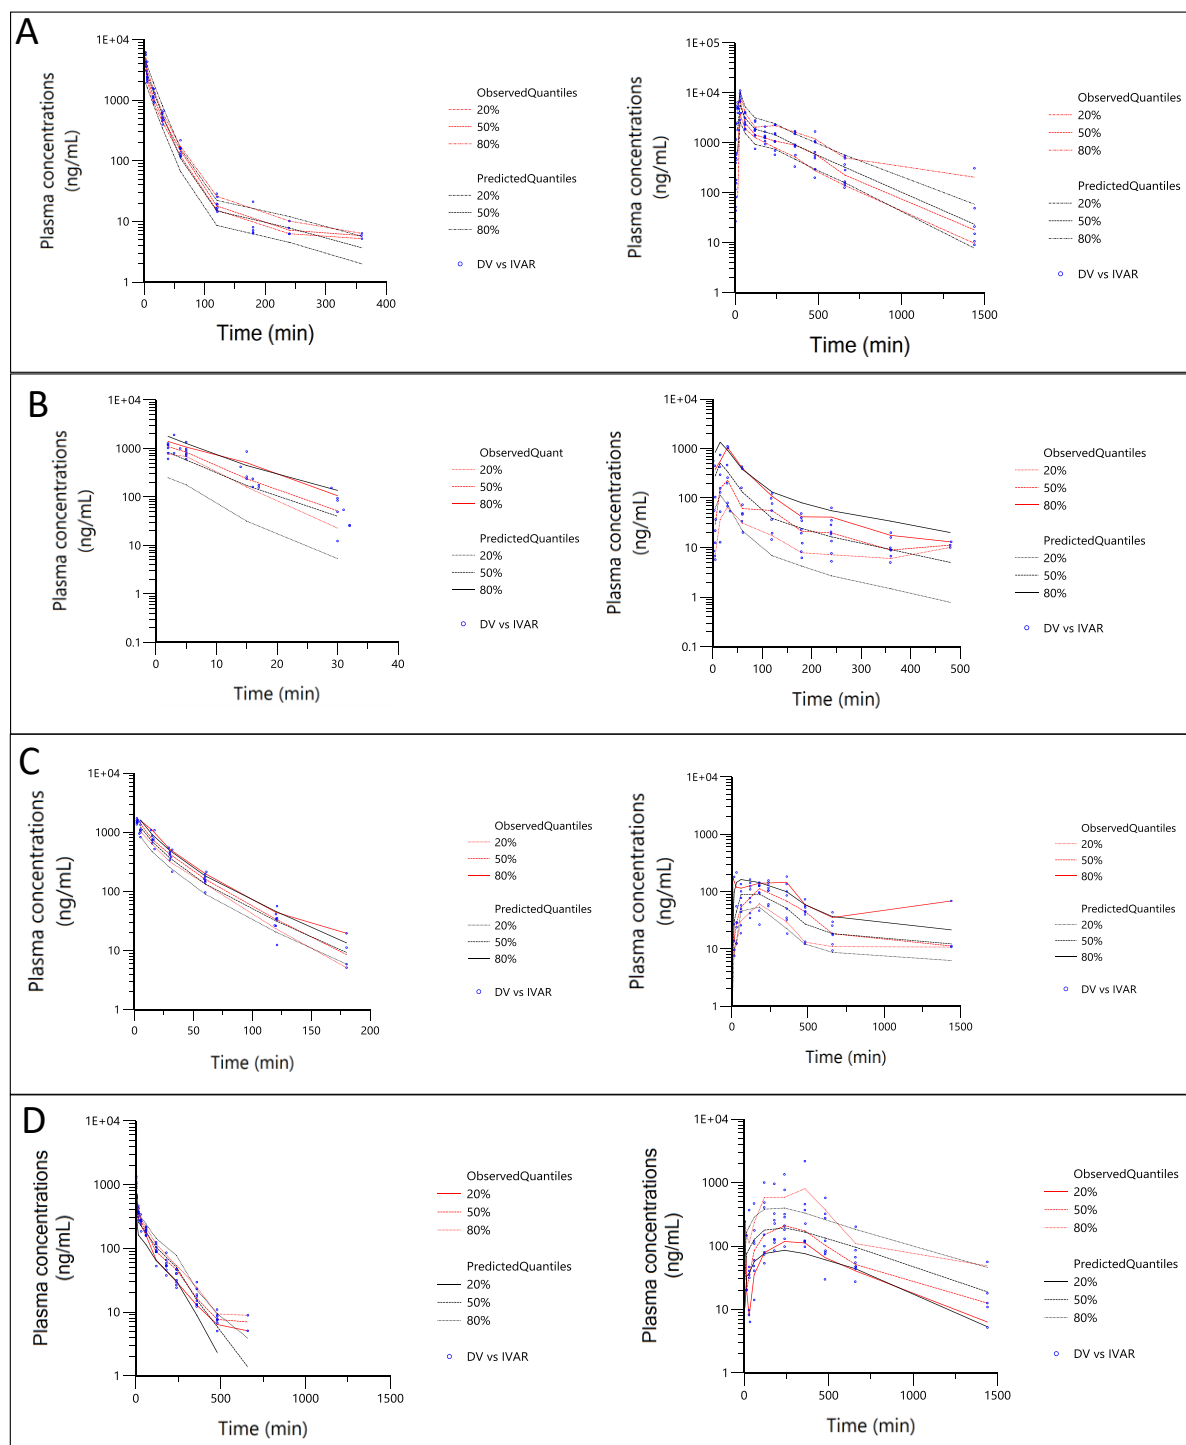 A
1E+04
1000
100
10
1
0
100
200
300
400
Plasma concentrations
(ng/mL)
Time (min)
ObservedQuantiles
20%
50%
80%
PredictedQuantiles
20%
50%
80%
DV vs IVAR
1E+05
1E+04
1000
100
10
1
0
500
1000
1500
Plasma concentrations
(ng/mL)
Time (min)
ObservedQuantiles
20%
50%
80%
PredictedQuantiles
20%
50%
80%
DV vs IVAR
B
1E+04
1000
100
10
1
0.1
0
10
20
30
40
Plasma concentrations
(ng/mL)
Time (min)
ObservedQuant
20%
50%
80%
PredictedQuantiles
20%
50%
80%
DV vs IVAR
1E+04
1000
100
10
1
0.1
0
100
200
300
400
500
Plasma concentrations
(ng/mL)
Time (min)
ObservedQuantiles
20%
50%
80%
PredictedQuantiles
20%
50%
80%
DV vs IVAR
C
1E+04
1000
100
10
1
0
50
100
150
200
Plasma concentrations
(ng/mL)
Time (min)
ObservedQuantiles
20%
50%
80%
PredictedQuantiles
20%
50%
80%
DV vs IVAR
1E+04
1000
100
10
1
0
500
1000
1500
Plasma concentrations
(ng/mL)
Time (min)
ObservedQuantiles
20%
50%
80%
PredictedQuantiles
20%
50%
80%
DV vs IVAR
D
1E+04
1000
100
10
1
0
500
1000
1500
Plasma concentrations
(ng/mL)
Time (min)
ObservedQuantiles
20%
50%
80%
PredictedQuantiles
20%
50%
80%
DV vs IVAR
1E+04
1000
100
10
1
0
500
1000
1500
Plasma concentrations
(ng/mL)
Time (min)
ObservedQuantiles
20%
50%
80%
PredictedQuantiles
20%
50%
80%
DV vs IVAR